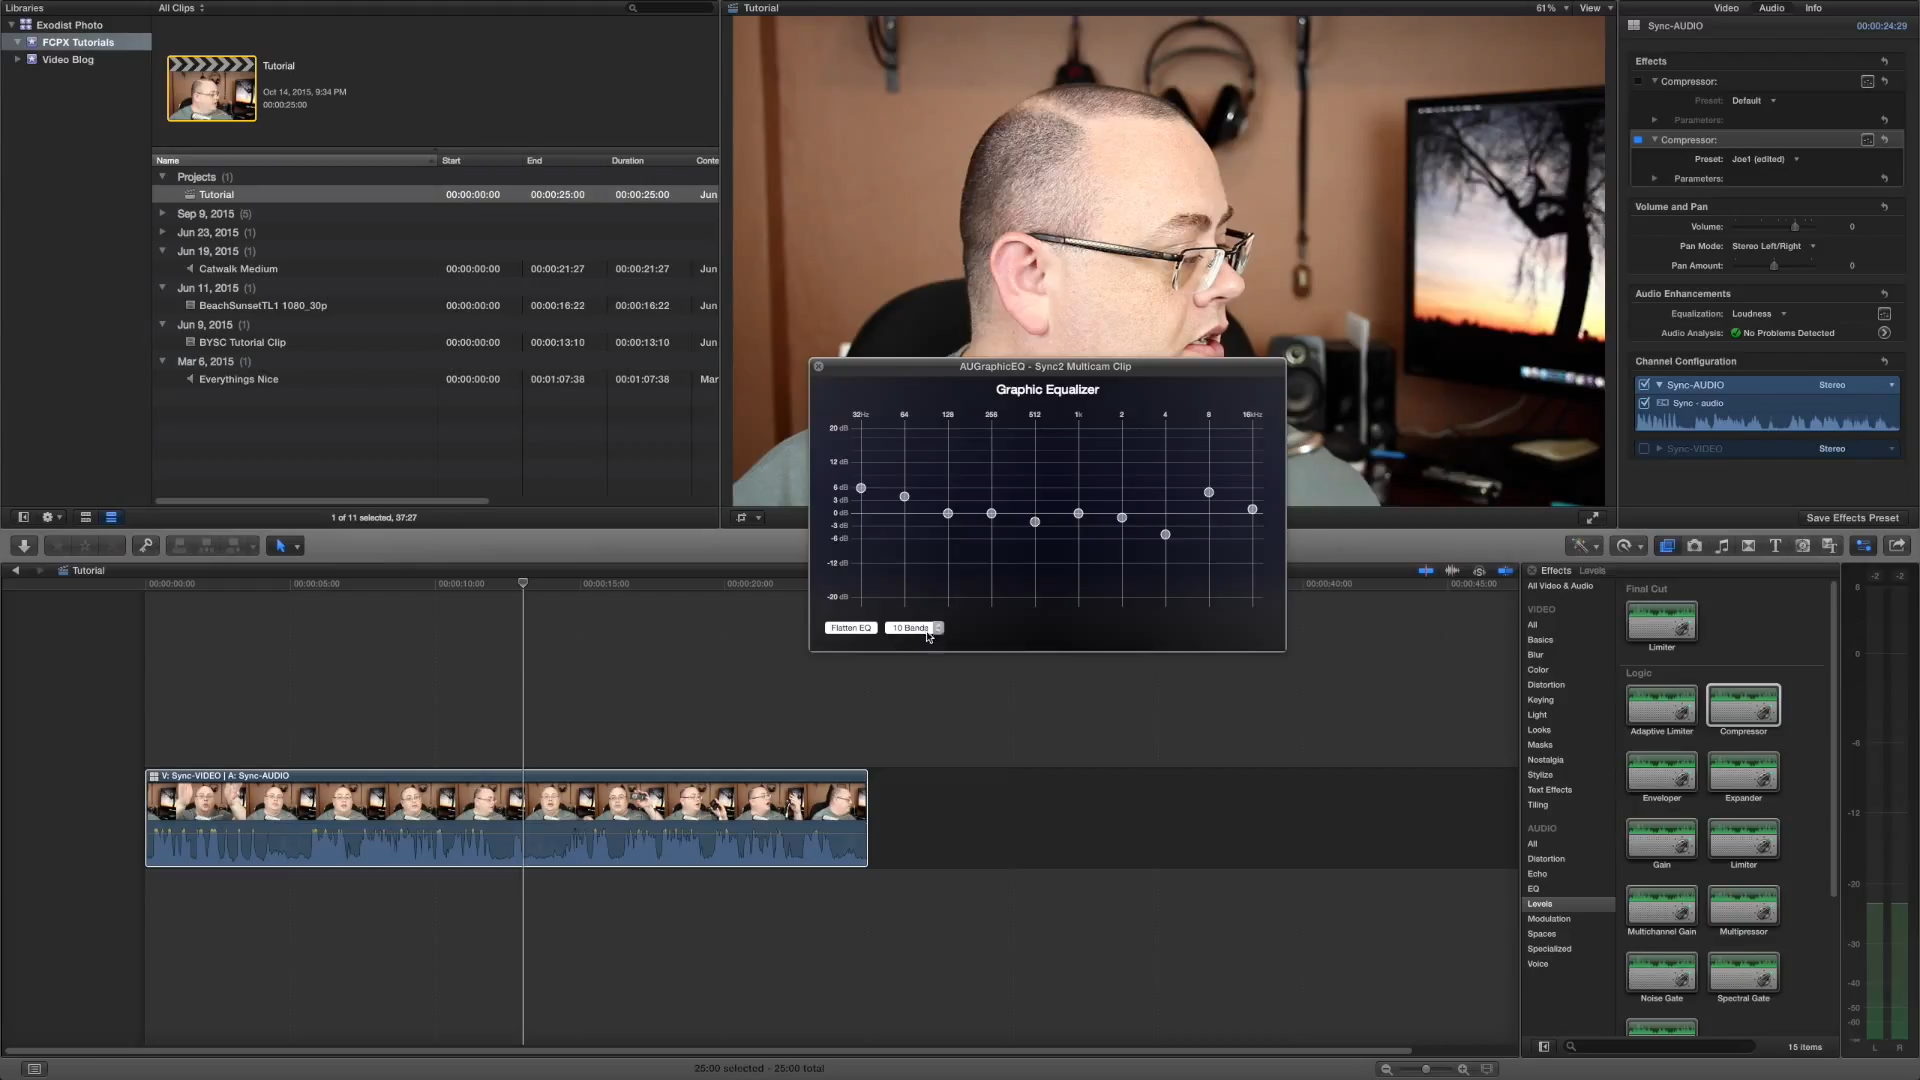 Libraries
All Clips
Tutorial
61%
View
Video
Audio
Info
Exodist Photo
FCPX Tutorials
Video Blog
Tutorial
Oct 14, 2015, 9:34 PM
00:00:25:00
Name
Start
End
Duration
Conte
Projects (1)
Tutorial
00:00:00:00
00:00:25:00
00:00:25:00
Jun
Sep 9, 2015 (5)
Jun 23, 2015 (1)
Jun 19, 2015 (1)
Catwalk Medium
00:00:00:00
00:00:21:27
00:00:21:27
Jun
Jun 11, 2015 (1)
BeachSunsetTL1 1080_30p
00:00:00:00
00:00:16:22
00:00:16:22
Jun
Jun 9, 2015 (1)
BYSC Tutorial Clip
00:00:00:00
00:00:13:10
00:00:13:10
Jun
Mar 6, 2015 (1)
Everythings Nice
00:00:00:00
00:01:07:38
00:01:07:38
Mar
1 of 11 selected, 37:27
Sync-AUDIO
00:00:24:29
Effects
Compressor:
Preset: Default
Parameters:
Compressor:
Preset: Joe1 (edited)
Parameters:
Volume and Pan
Volume: 0
Pan Mode: Stereo Left/Right
Pan Amount: 0
Audio Enhancements
Equalization: Loudness
Audio Analysis: No Problems Detected
Channel Configuration
Sync-AUDIO
Stereo
Sync - audio
Sync-VIDEO
Stereo
Save Effects Preset
AUGraphicEQ - Sync2 Multicam Clip
Graphic Equalizer
32Hz 64 128 256 512 1k 2 4 8 16kHz
20 dB
12 dB
6 dB
3 dB
0 dB
-3 dB
-6 dB
-12 dB
-20 dB
Flatten EQ
10 Bands
Tutorial
00:00:00:00
00:00:05:00
00:00:10:00
00:00:15:00
00:00:20:00
00:00:40:00
00:00:45:00
V: Sync-VIDEO | A: Sync-AUDIO
Effects
Levels
All Video & Audio
VIDEO
All
Basics
Blur
Color
Distortion
Keying
Light
Looks
Masks
Nostalgia
Stylize
Text Effects
Tiling
AUDIO
All
Distortion
Echo
EQ
Levels
Modulation
Spaces
Specialized
Voice
Final Cut
Limiter
Logic
Adaptive Limiter
Compressor
Enveloper
Expander
Gain
Limiter
Multichannel Gain
Multipressor
Noise Gate
Spectral Gate
15 items
-2 -2
6
0
-6
-12
-20
-30
-40
-50
-60
L R
25:00 selected - 25:00 total